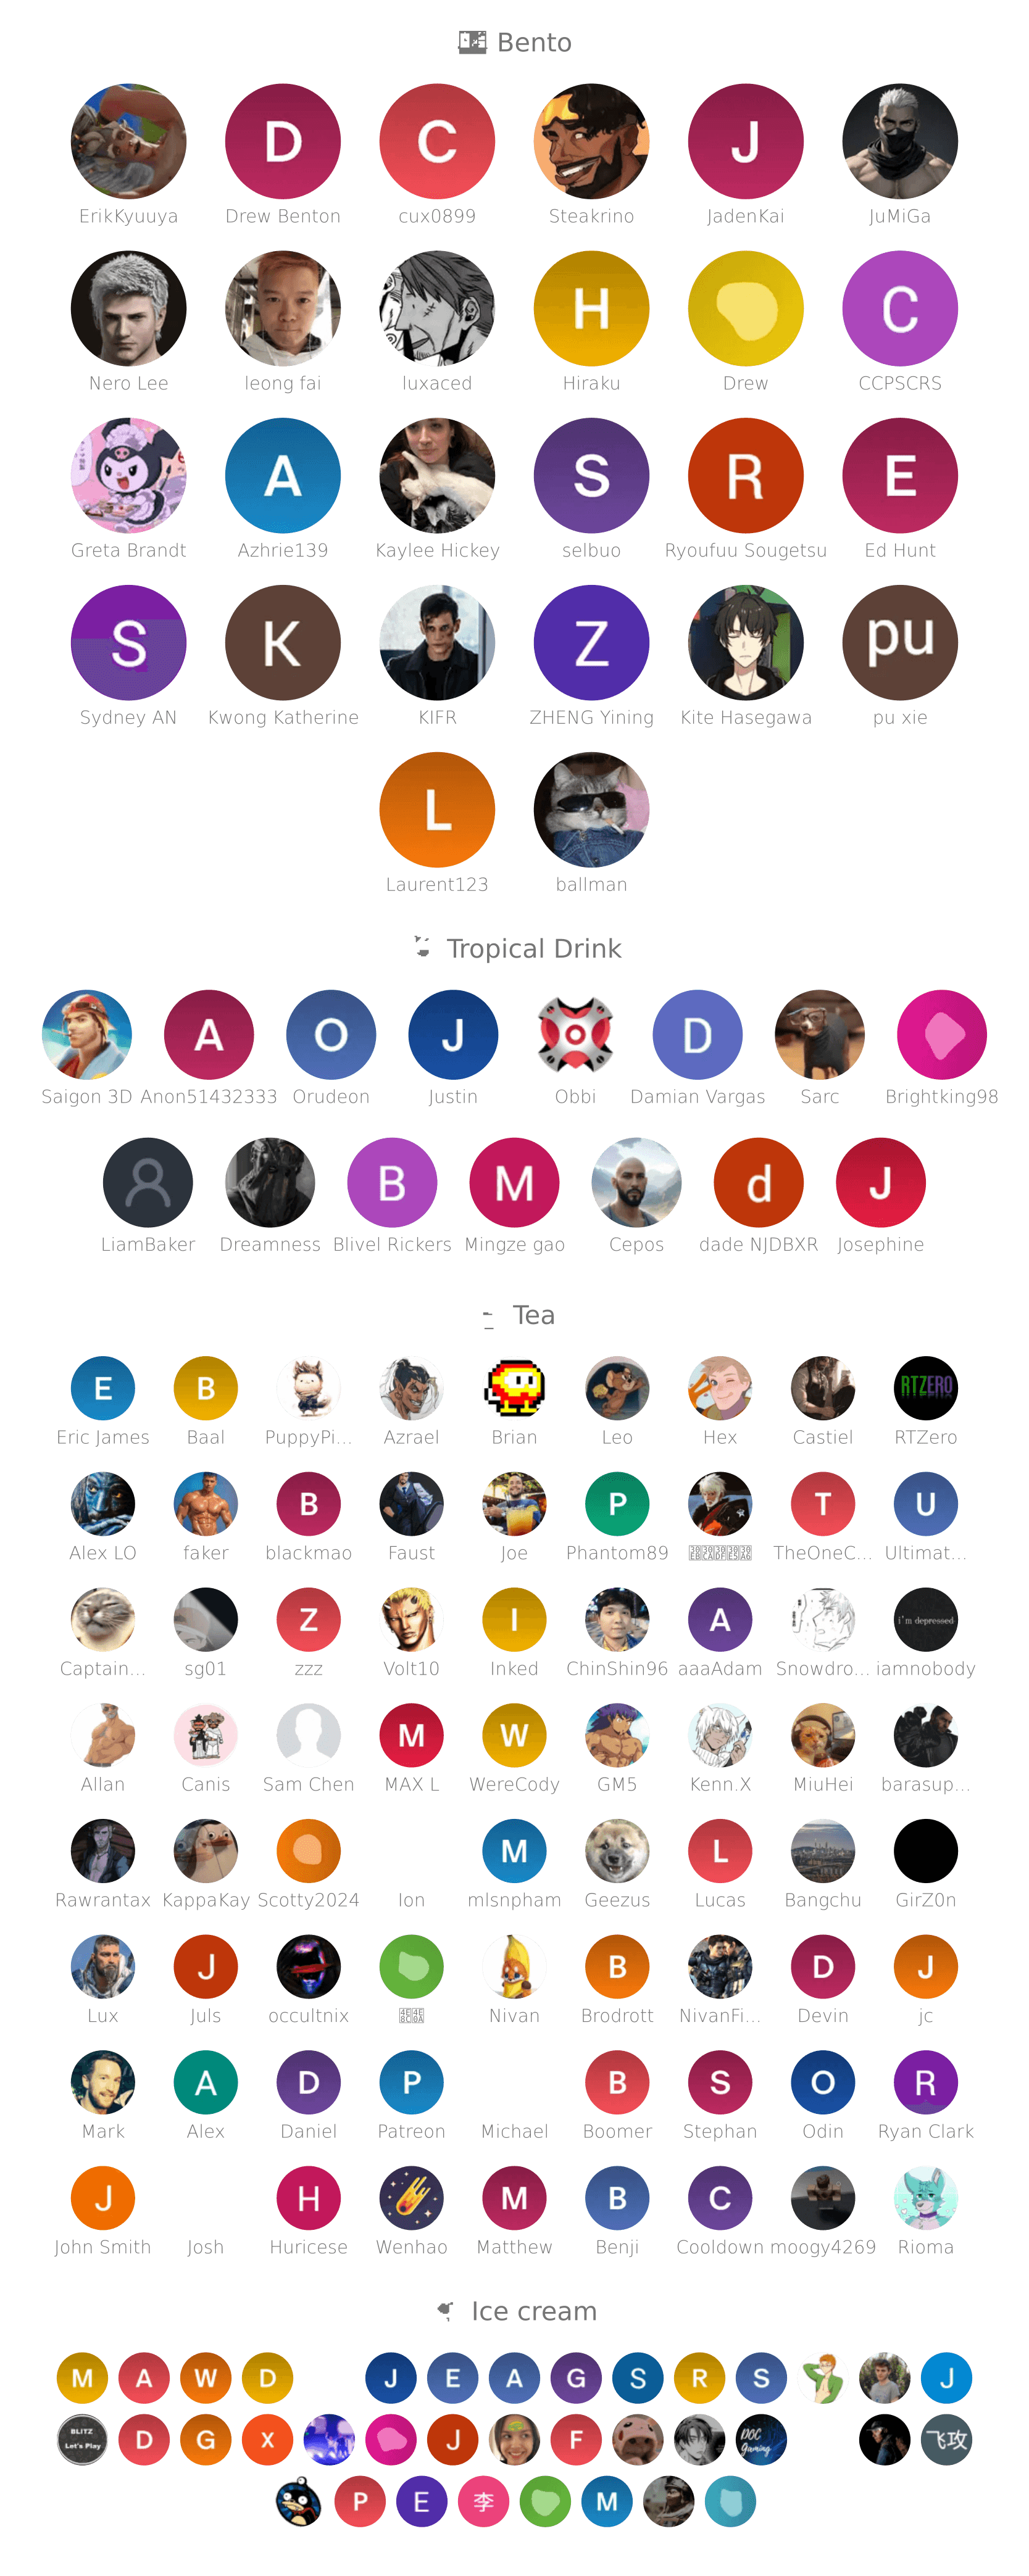 Bento
D C J
ErikKyuuya Drew Benton cux0899 Steakrino JadenKai JuMiGa
H C
Nero Lee leong fai luxaced Hiraku Drew CCPSCRS
A S R E
Greta Brandt Azhrie139 Kaylee Hickey selbuo Ryoufuu Sougetsu Ed Hunt
S K Z pu
Sydney AN Kwong Katherine KIFR ZHENG Yining Kite Hasegawa pu xie
L
Laurent123 ballman
Tropical Drink
A O J D
Saigon 3D Anon51432333 Orudeon Justin Obbi Damian Vargas Sarc Brightking98
B M d J
LiamBaker Dreamness Blivel Rickers Mingze gao Cepos dade NJDBXR Josephine
Tea
E B RTZERO
Eric James Baal PuppyPi... Azrael Brian Leo Hex Castiel RTZero
B P T U
Alex LO faker blackmao Faust Joe Phantom89 TheOneC... Ultimat...
Z I A i'm depressed
Captain... sg01 zzz Volt10 Inked ChinShin96 aaaAdam Snowdro... iamnobody
M W
Allan Canis Sam Chen MAX L WereCody GM5 Kenn.X MiuHei barasup...
M L
Rawrantax KappaKay Scotty2024 Ion mlsnpham Geezus Lucas Bangchu GirZ0n
J B D J
Lux Juls occultnix Nivan Brodrott NivanFi... Devin jc
A D P B S O R
Mark Alex Daniel Patreon Michael Boomer Stephan Odin Ryan Clark
J H M B C
John Smith Josh Huricese Wenhao Matthew Benji Cooldown moogy4269 Rioma
Ice cream
M A W D J E A G S R S J
BLITZ
Let's Play D G X J F DOC Gaming 飞攻
P E 李 M